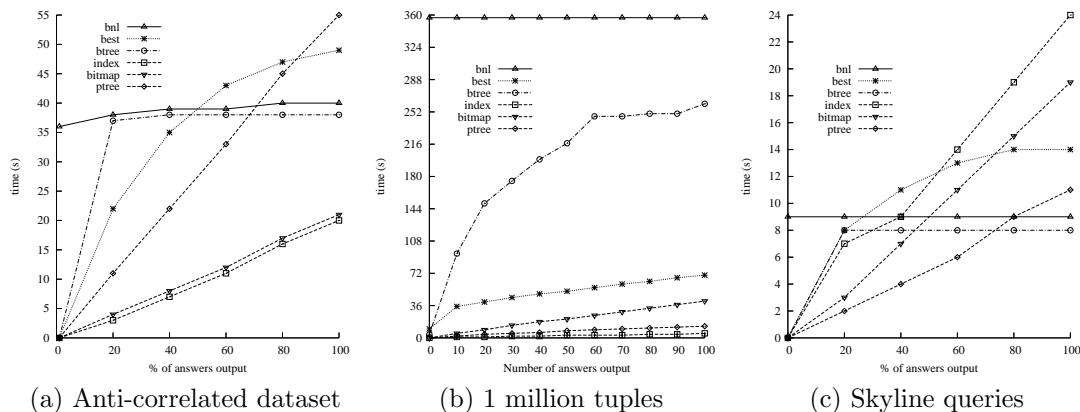 55
50
45
40
35
30
25
20
15
10
5
0
time (s)
bnl
best
btree
index
bitmap
ptree
0 20 40 60 80 100
% of answers output
(a) Anti-correlated dataset
360
324
288
252
216
180
144
108
72
36
0
time (s)
bnl
best
btree
index
bitmap
ptree
0 10 20 30 40 50 60 70 80 90 100
Number of answers output
(b) 1 million tuples
24
22
20
18
16
14
12
10
8
6
4
2
0
time (s)
bnl
best
btree
index
bitmap
ptree
0 20 40 60 80 100
% of answers output
(c) Skyline queries